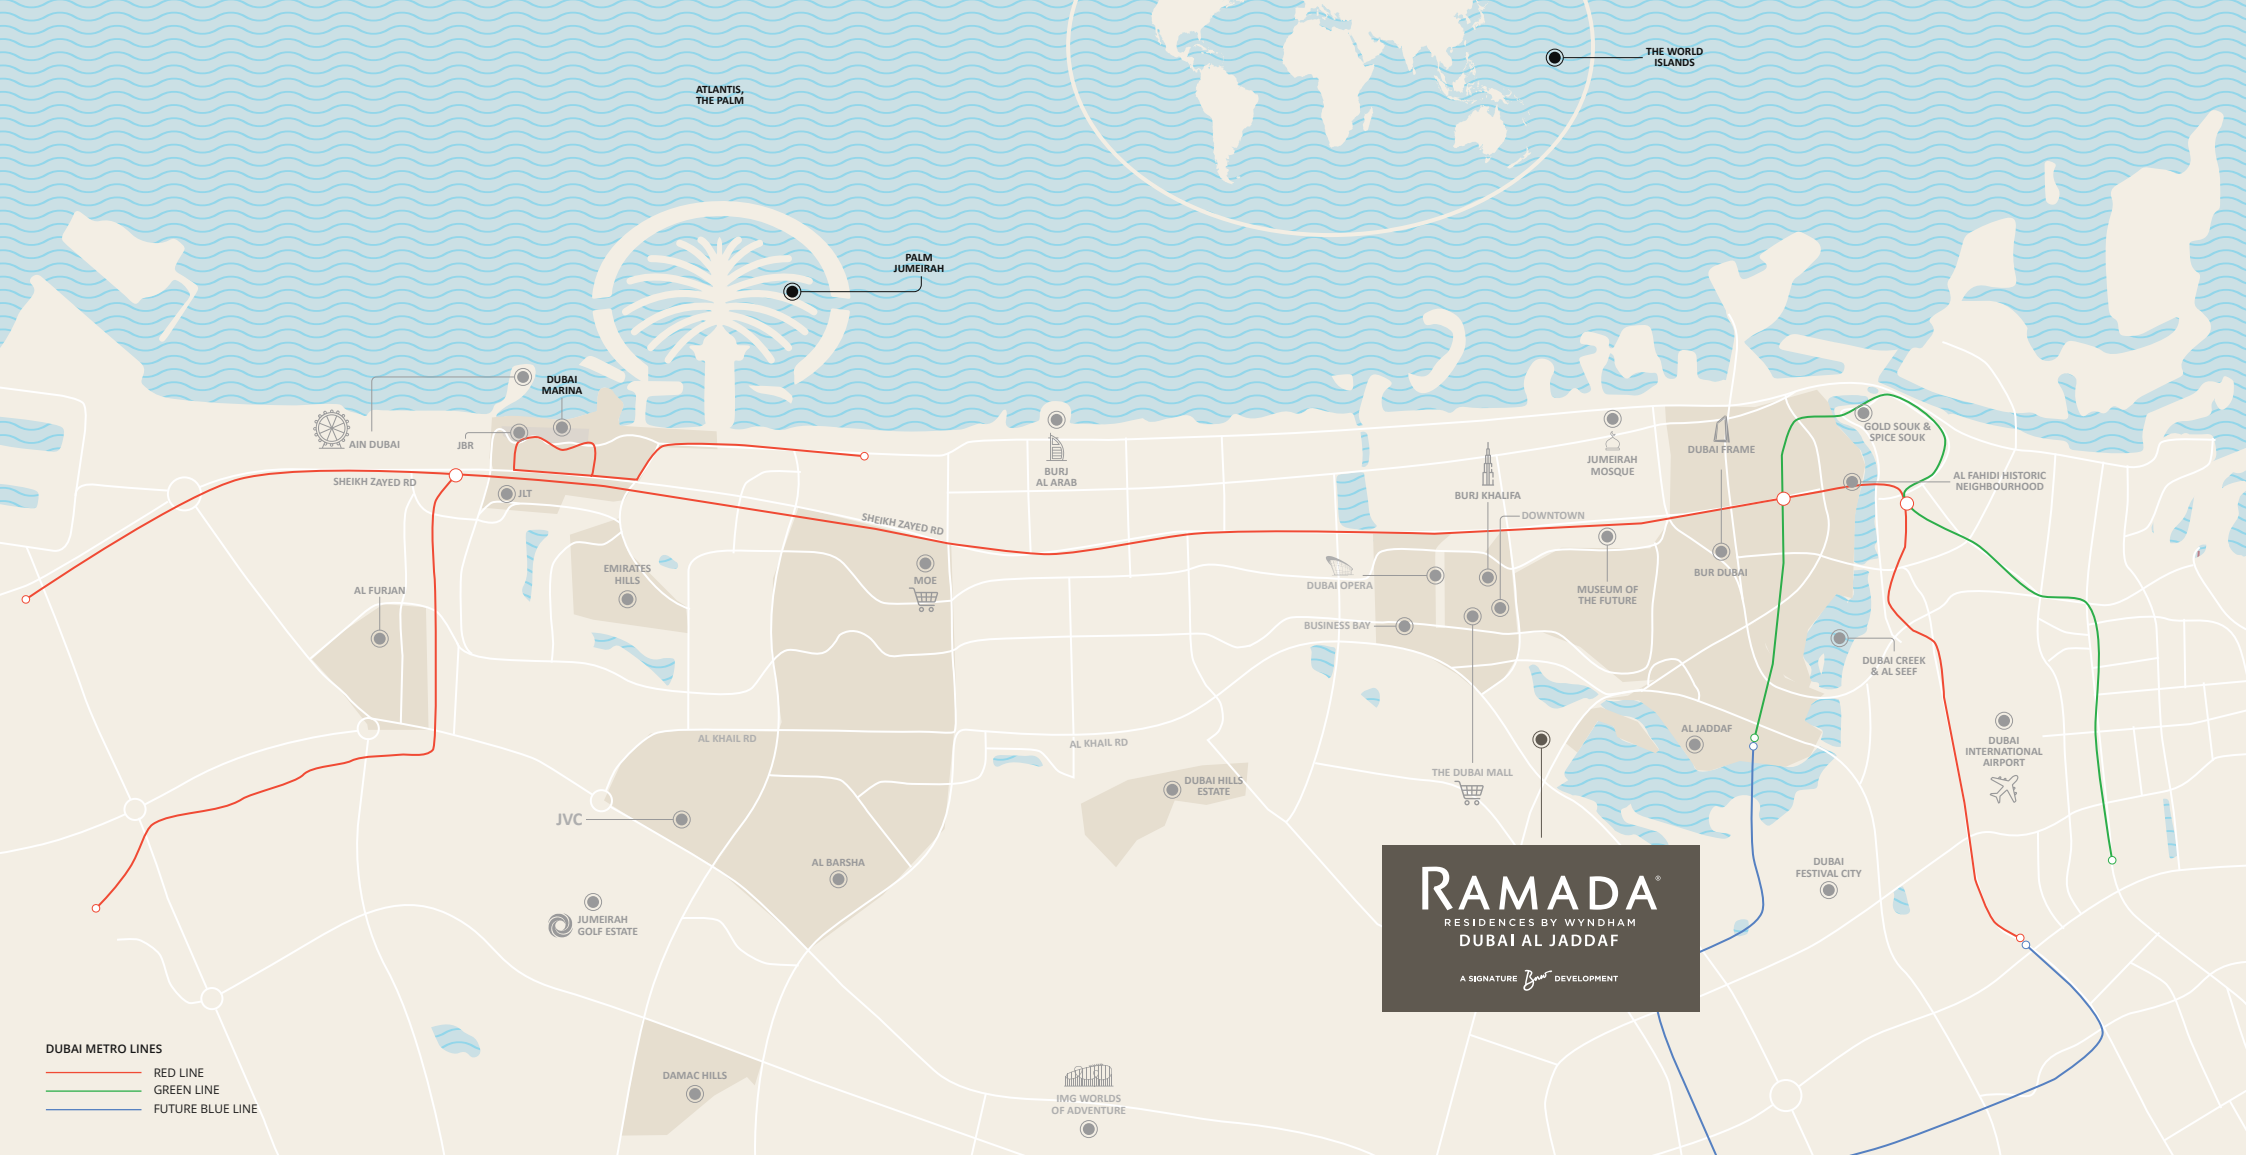 THE WORLD
ISLANDS
ATLANTIS,
THE PALM
PALM
JUMEIRAH
DUBAI
MARINA
AIN DUBAI
JBR
SHEIKH ZAYED RD
JLT
BURJ
AL ARAB
SHEIKH ZAYED RD
BURJ KHALIFA
DOWNTOWN
JUMEIRAH
MOSQUE
DUBAI FRAME
GOLD SOUK &
SPICE SOUK
AL FAHIDI HISTORIC
NEIGHBOURHOOD
AL FURJAN
EMIRATES
HILLS
MOE
DUBAI OPERA
BUSINESS BAY
MUSEUM OF
THE FUTURE
BUR DUBAI
DUBAI CREEK
& AL SEEF
AL KHAIL RD
AL KHAIL RD
AL JADDAF
DUBAI
INTERNATIONAL
AIRPORT
THE DUBAI MALL
DUBAI HILLS
ESTATE
JVC
AL BARSHA
DUBAI
FESTIVAL CITY
JUMEIRAH
GOLF ESTATE
RAMADA®
RESIDENCES BY WYNDHAM
DUBAI AL JADDAF
A SIGNATURE BNW DEVELOPMENT
DAMAC HILLS
IMG WORLDS
OF ADVENTURE
DUBAI METRO LINES
RED LINE
GREEN LINE
FUTURE BLUE LINE